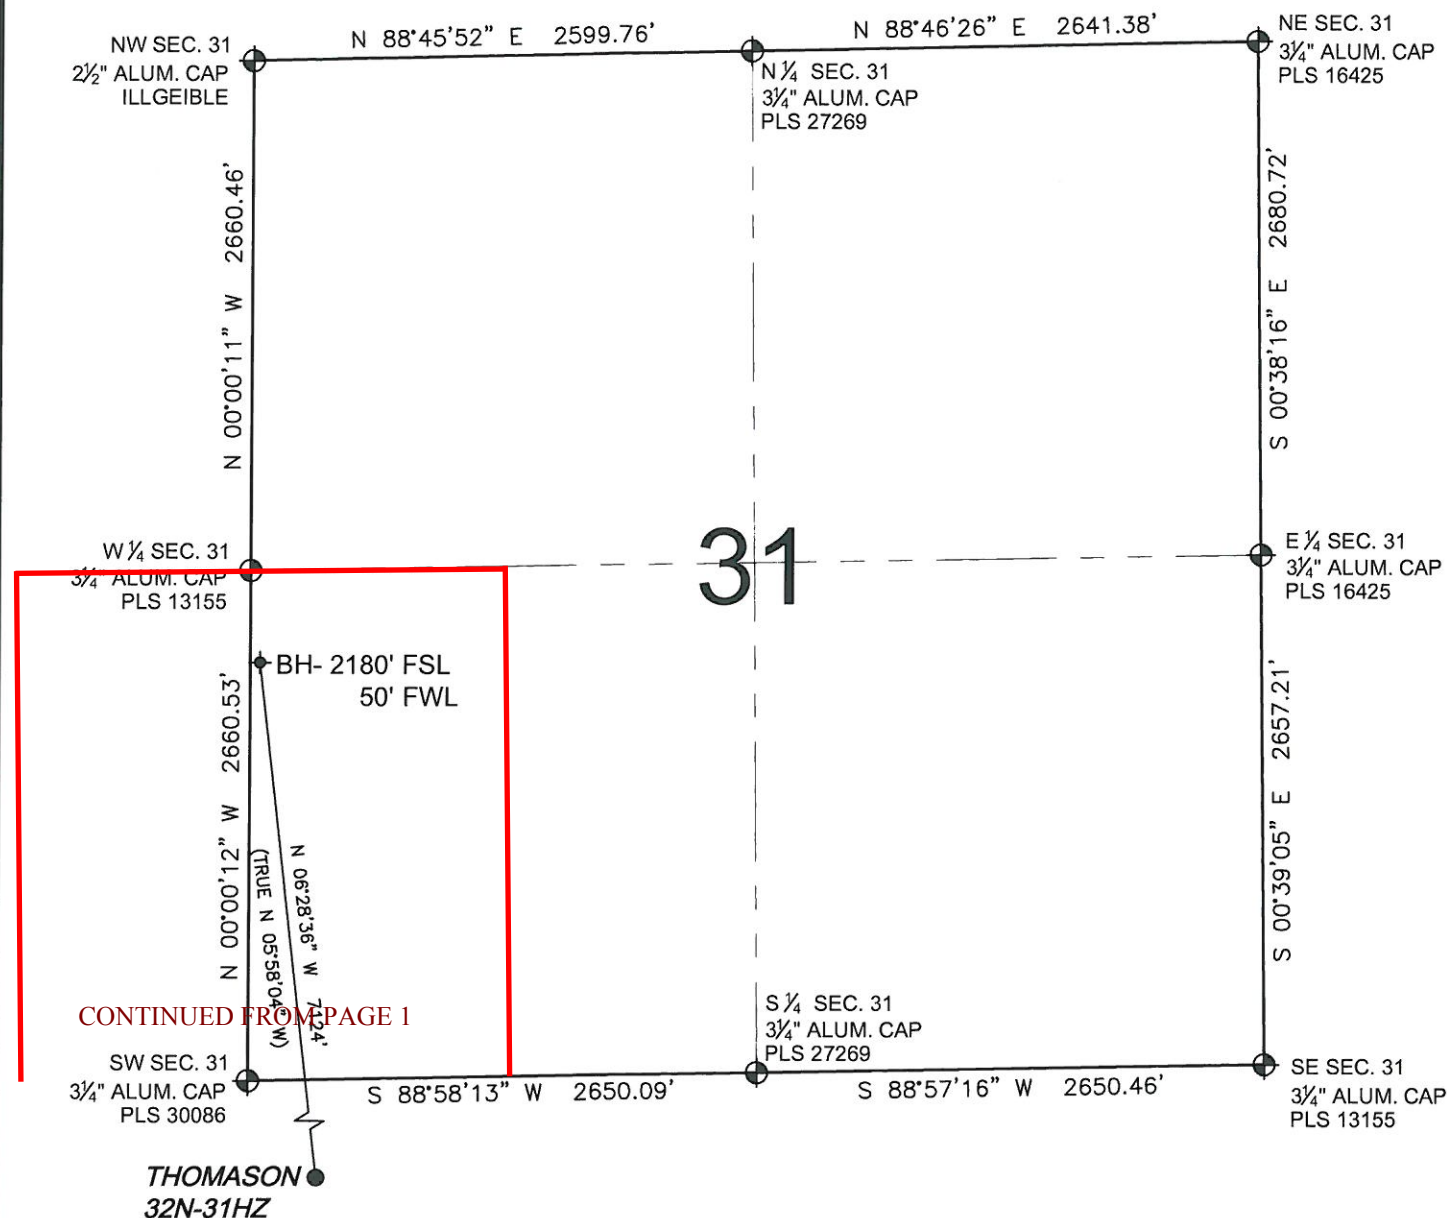 N 88°45'52" E 2599.76'
N 88°46'26" E 2641.38'
NW SEC. 31
2½" ALUM. CAP
ILLGEIBLE
N ¼ SEC. 31
3¼" ALUM. CAP
PLS 27269
NE SEC. 31
3¼" ALUM. CAP
PLS 16425
N 00°00'11" W 2660.46'
S 00°38'16" E 2680.72'
31
W ¼ SEC. 31
3¼" ALUM. CAP
PLS 13155
E ¼ SEC. 31
3¼" ALUM. CAP
PLS 16425
BH- 2180' FSL
50' FWL
N 00°00'12" W 2660.53'
N 06°28'36" W 7124'
(TRUE N 05°58'04" W)
S 00°39'05" E 2657.21'
CONTINUED FROM PAGE 1
SW SEC. 31
3¼" ALUM. CAP
PLS 30086
S ¼ SEC. 31
3¼" ALUM. CAP
PLS 27269
SE SEC. 31
3¼" ALUM. CAP
PLS 13155
S 88°58'13" W 2650.09'
S 88°57'16" W 2650.46'
THOMASON
32N-31HZ